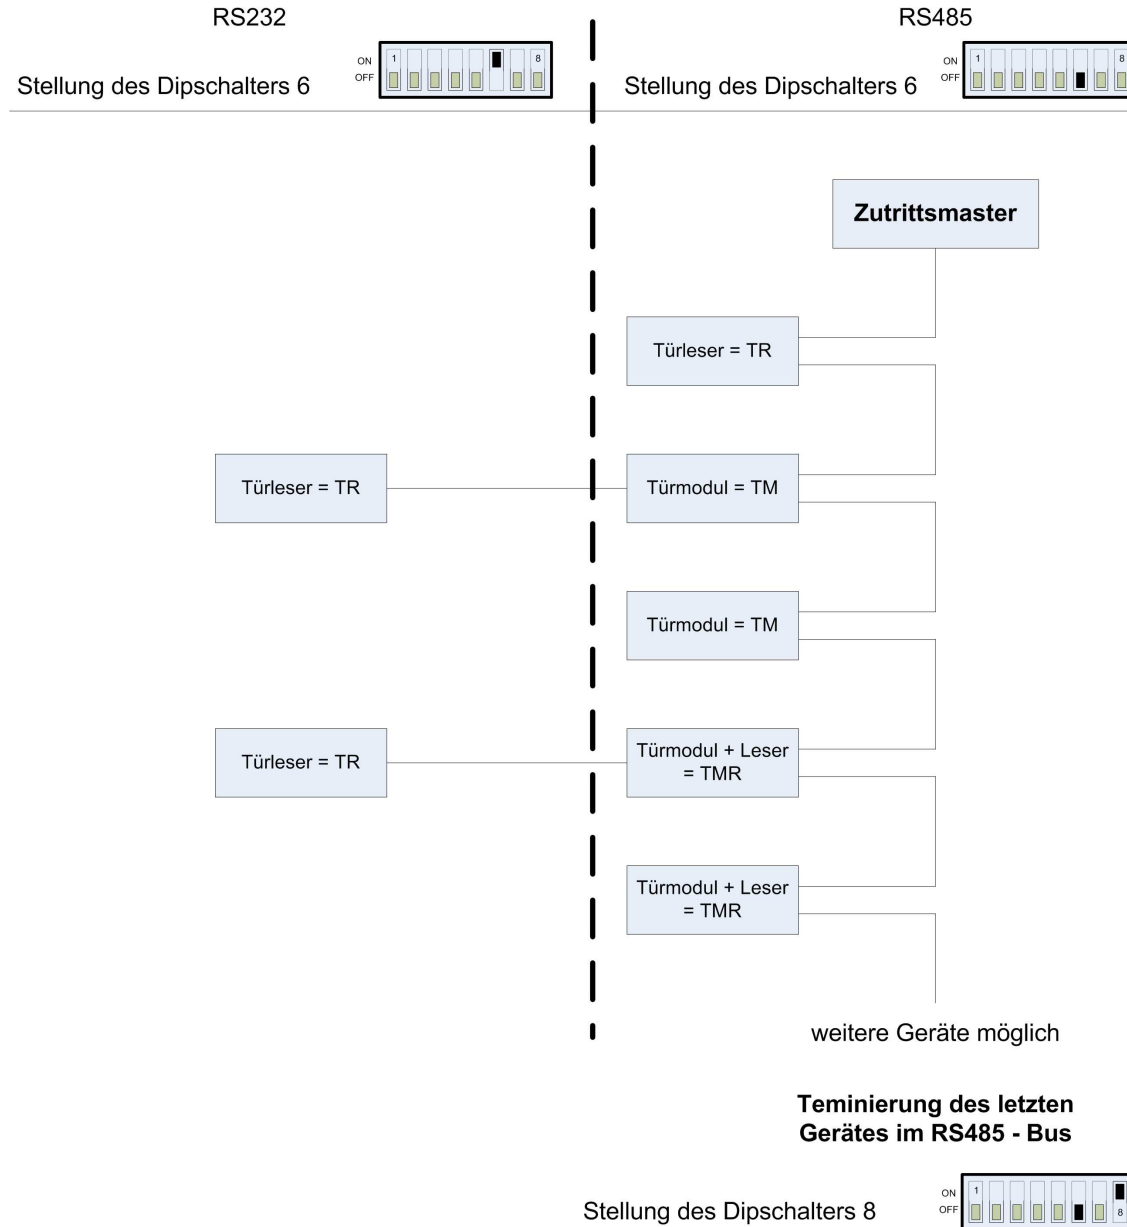 RS232
RS485
ON 1 8
OFF
Stellung des Dipschalters 6
ON 1 8
OFF
Stellung des Dipschalters 6
Zutrittsmaster
Türleser = TR
Türleser = TR
Türmodul = TM
Türmodul = TM
Türleser = TR
Türmodul + Leser
= TMR
Türmodul + Leser
= TMR
weitere Geräte möglich
Teminierung des letzten
Gerätes im RS485 - Bus
Stellung des Dipschalters 8
ON 1
OFF 8